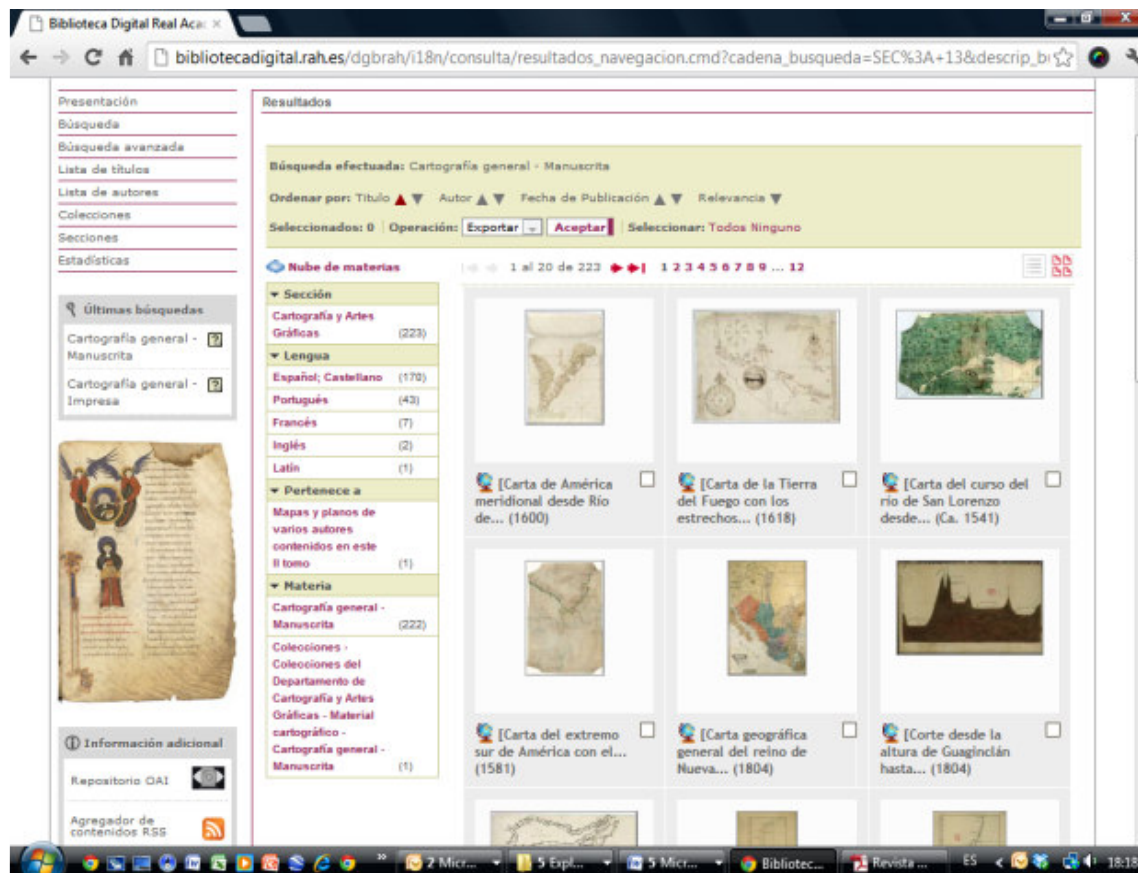 Biblioteca Digital Real Aca
bibliotecadigital.rah.es/dgbrah/i18n/consulta/resultados_navegacion.cmd?cadena_busqueda=SEC%3A+13&descrip_b
Presentación
Búsqueda
Búsqueda avanzada
Lista de títulos
Lista de autores
Colecciones
Secciones
Estadísticas
Últimas búsquedas
Cartografía general -
Manuscrita
Cartografía general -
Impresa
Información adicional
Repositorio OAI
Agregador de
contenidos RSS
Resultados
Búsqueda efectuada: Cartografía general - Manuscrita
Ordenar por: Título Autor Fecha de Publicación Relevancia
Seleccionados: 0 Operación: Exportar Aceptar Seleccionar: Todos Ninguno
Nube de materias
1 al 20 de 223 1 2 3 4 5 6 7 8 9 ... 12
Sección
Cartografía y Artes
Gráficas (223)
Lengua
Español; Castellano (170)
Portugués (43)
Francés (7)
Inglés (2)
Latín (1)
Pertenece a
Mapas y planos de
varios autores
contenidos en este
II tomo (1)
Materia
Cartografía general -
Manuscrita (222)
Colecciones -
Colecciones del
Departamento de
Cartografía y Artes
Gráficas - Material
cartográfico -
Cartografía general -
Manuscrita (1)
[Carta de América
meridional desde Río
de... (1600)
[Carta de la Tierra
del Fuego con los
estrechos... (1618)
[Carta del curso del
río de San Lorenzo
desde... (Ca. 1541)
[Carta del extremo
sur de América con el...
(1581)
[Carta geográfica
general del reino de
Nueva... (1804)
[Corte desde la
altura de Guaginclán
hasta... (1804)
2 Micr...
5 Expl...
5 Micr...
Bibliotec...
Revista ...
ES
18:18